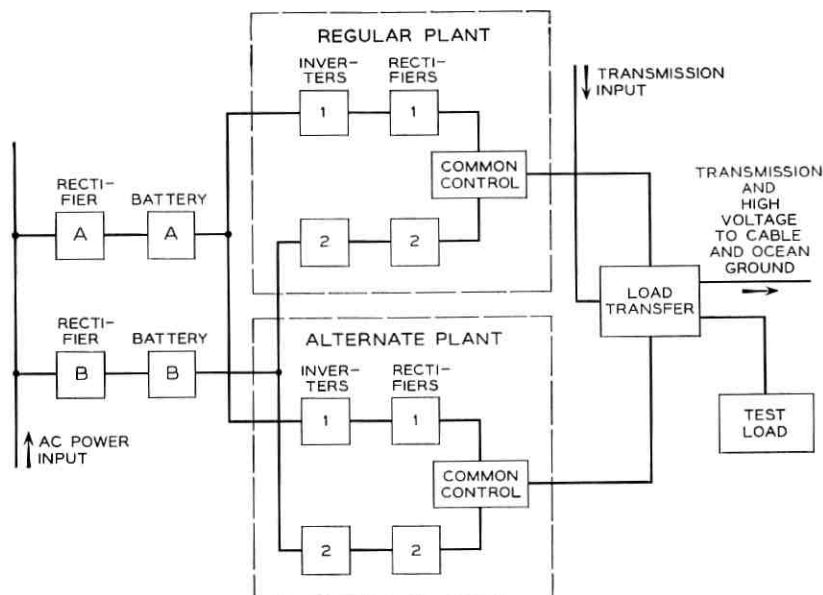 REGULAR PLANT
INVER-
TERS
RECTI-
FIERS
1
1
COMMON
CONTROL
2
2
TRANSMISSION
INPUT
RECTI-
FIER
BATTERY
A
A
RECTI-
FIER
BATTERY
B
B
AC POWER
INPUT
ALTERNATE PLANT
INVER-
TERS
RECTI-
FIERS
1
1
COMMON
CONTROL
2
2
TRANSMISSION
AND
HIGH
VOLTAGE
TO CABLE
AND OCEAN
GROUND
LOAD
TRANSFER
TEST
LOAD